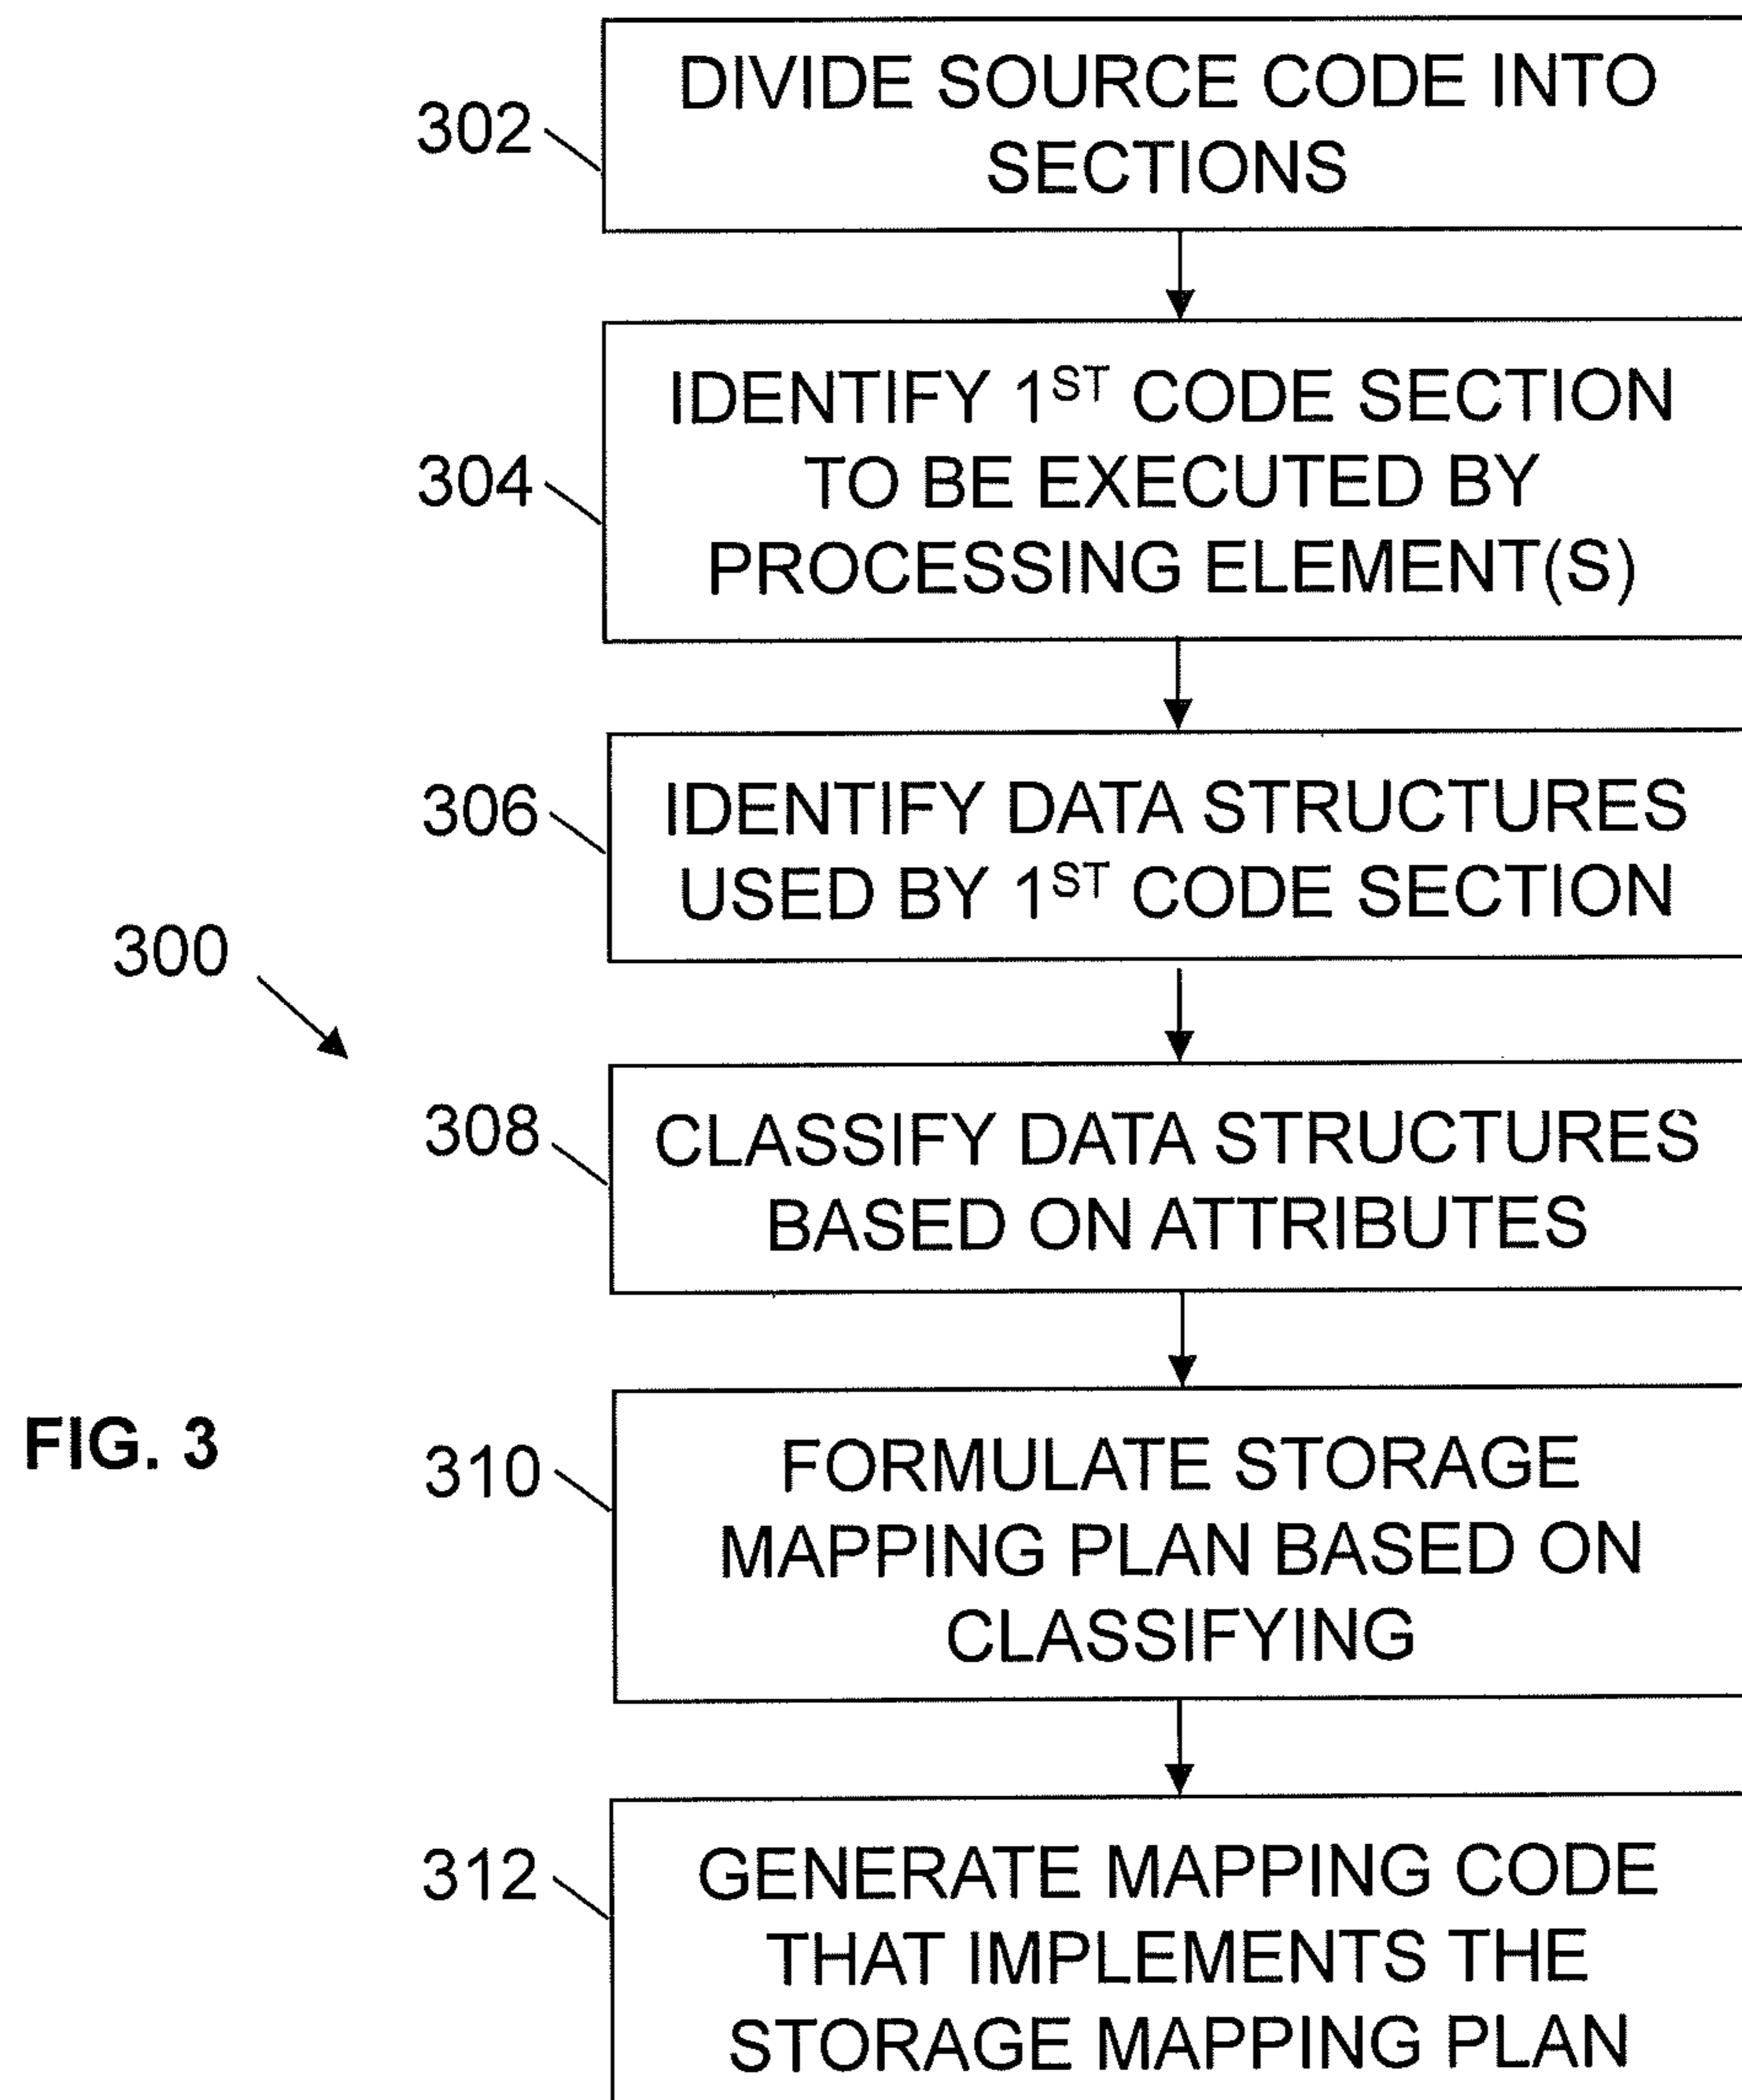 302
DIVIDE SOURCE CODE INTO
SECTIONS
304
IDENTIFY 1ST CODE SECTION
TO BE EXECUTED BY
PROCESSING ELEMENT(S)
306
IDENTIFY DATA STRUCTURES
USED BY 1ST CODE SECTION
300
308
CLASSIFY DATA STRUCTURES
BASED ON ATTRIBUTES
FIG. 3
310
FORMULATE STORAGE
MAPPING PLAN BASED ON
CLASSIFYING
312
GENERATE MAPPING CODE
THAT IMPLEMENTS THE
STORAGE MAPPING PLAN